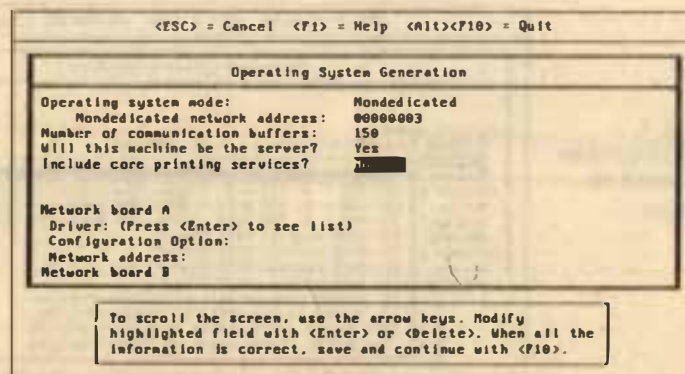 <ESC> = Cancel <F1> = Help <Alt><F10> = Quit
Operating System Generation
Operating system mode: Nondedicated
Nondedicated network address: 00000003
Number of communication buffers: 150
Will this machine be the server? Yes
Include core printing services?
Network board A
Driver: (Press <Enter> to see list)
Configuration Option:
Network address:
Network board B
To scroll the screen, use the arrow keys. Modify
highlighted field with <Enter> or <Delete>. When all the
information is correct, save and continue with <F10>.